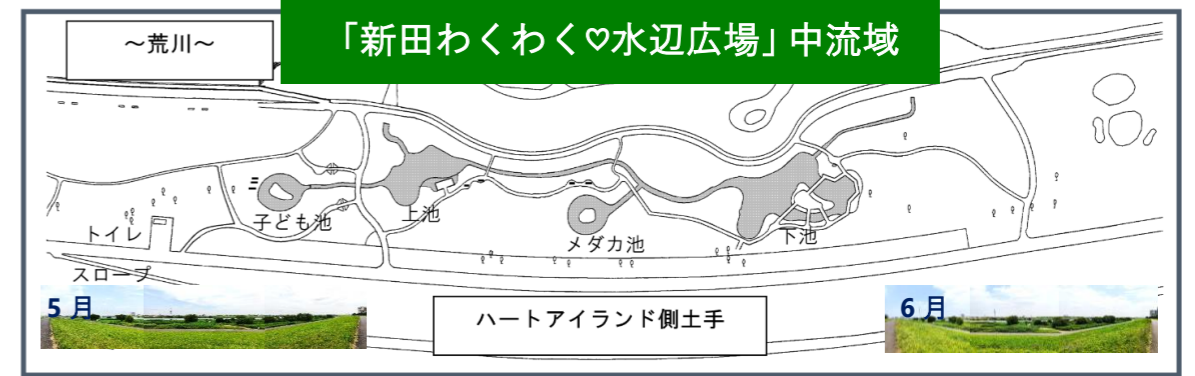 ～荒川～
「新田わくわく♡水辺広場」中流域
子ども池
上池
メダカ池
下池
トイレ
スロープ
5月
ハートアイランド側土手
6月